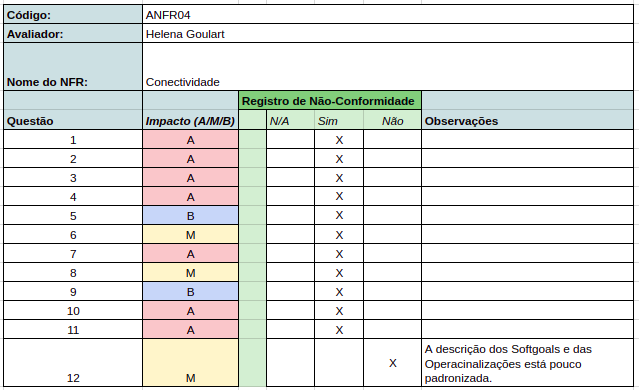 Código: ANFR04
Avaliador: Helena Goulart
Nome do NFR: Conectividade
Registro de Não-Conformidade
Questão Impacto (A/M/B) N/A Sim Não Observações
1 A X
2 A X
3 A X
4 A X
5 B X
6 M X
7 A X
8 M X
9 B X
10 A X
11 A X
12 M X A descrição dos Softgoals e das
Operacinalizações está pouco
padronizada.